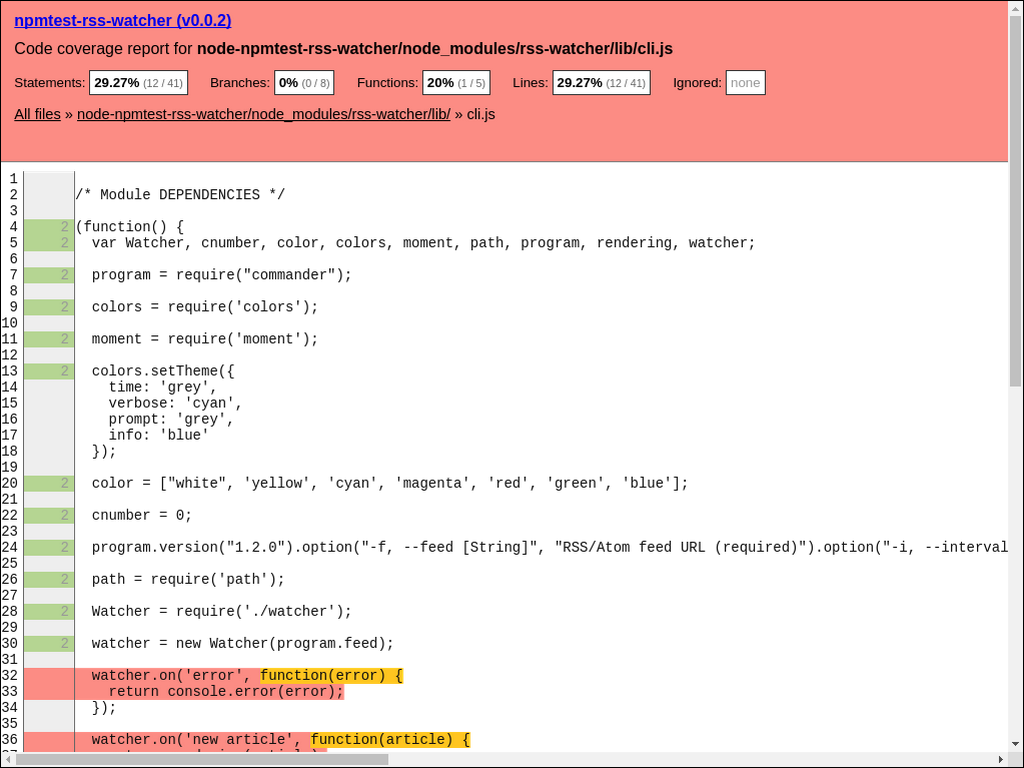 npmtest-rss-watcher (v0.0.2)
Code coverage report for node-npmtest-rss-watcher/node_modules/rss-watcher/lib/cli.js
Statements: 29.27% (12 / 41) Branches: 0% (0 / 8) Functions: 20% (1 / 5) Lines: 29.27% (12 / 41) Ignored: none
All files » node-npmtest-rss-watcher/node_modules/rss-watcher/lib/ » cli.js
1
2 /* Module DEPENDENCIES */
3
4 2 (function() {
5 2 var Watcher, cnumber, color, colors, moment, path, program, rendering, watcher;
6
7 2 program = require("commander");
8
9 2 colors = require('colors');
10
11 2 moment = require('moment');
12
13 2 colors.setTheme({
14 time: 'grey',
15 verbose: 'cyan',
16 prompt: 'grey',
17 info: 'blue'
18 });
19
20 2 color = ["white", 'yellow', 'cyan', 'magenta', 'red', 'green', 'blue'];
21
22 2 cnumber = 0;
23
24 2 program.version("1.2.0").option("-f, --feed [String]", "RSS/Atom feed URL (required)").option("-i, --interval
25
26 2 path = require('path');
27
28 2 Watcher = require('./watcher');
29
30 2 watcher = new Watcher(program.feed);
31
32 watcher.on('error', function(error) {
33 return console.error(error);
34 });
35
36 watcher.on('new article', function(article) {